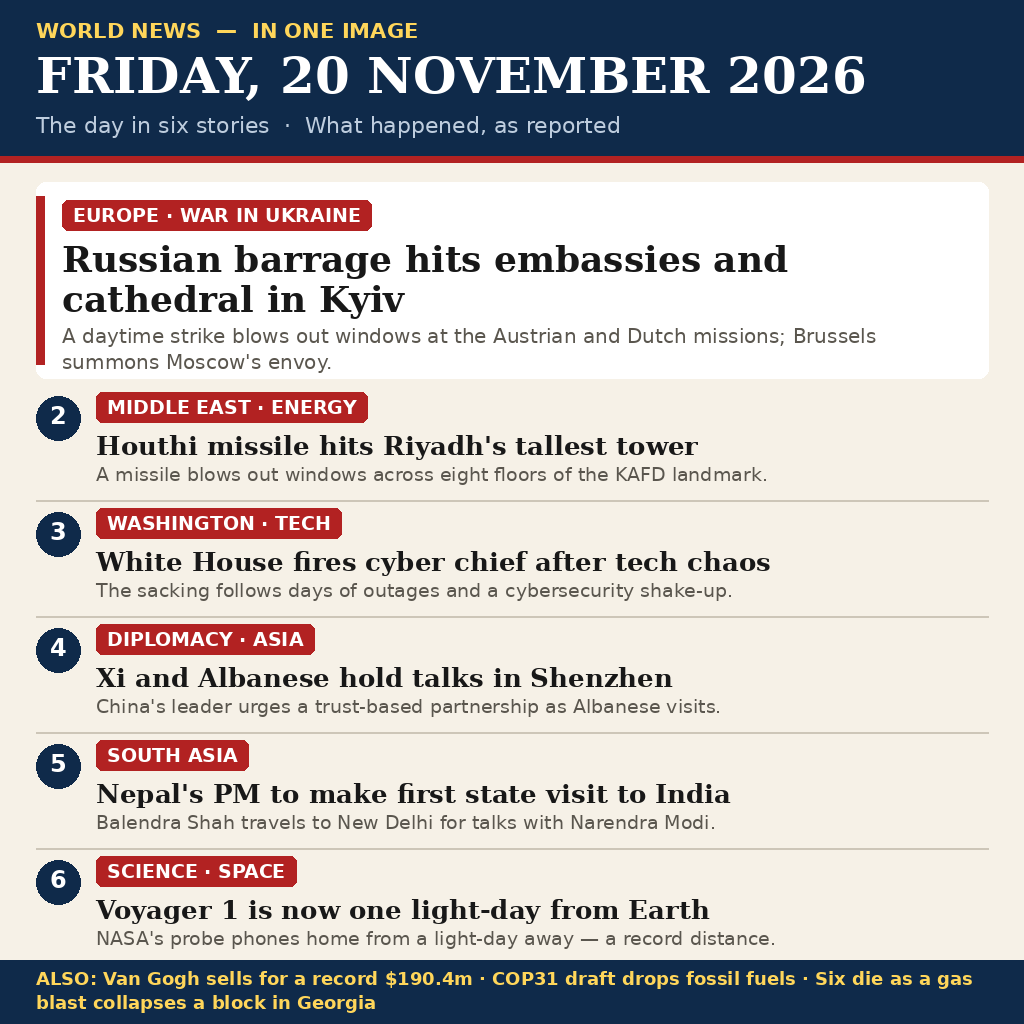 WORLD NEWS — IN ONE IMAGE
FRIDAY, 20 NOVEMBER 2026
The day in six stories · What happened, as reported
EUROPE · WAR IN UKRAINE
Russian barrage hits embassies and
cathedral in Kyiv
A daytime strike blows out windows at the Austrian and Dutch missions; Brussels
summons Moscow's envoy.
2
MIDDLE EAST · ENERGY
Houthi missile hits Riyadh's tallest tower
A missile blows out windows across eight floors of the KAFD landmark.
3
WASHINGTON · TECH
White House fires cyber chief after tech chaos
The sacking follows days of outages and a cybersecurity shake-up.
4
DIPLOMACY · ASIA
Xi and Albanese hold talks in Shenzhen
China's leader urges a trust-based partnership as Albanese visits.
5
SOUTH ASIA
Nepal's PM to make first state visit to India
Balendra Shah travels to New Delhi for talks with Narendra Modi.
6
SCIENCE · SPACE
Voyager 1 is now one light-day from Earth
NASA's probe phones home from a light-day away — a record distance.
ALSO: Van Gogh sells for a record $190.4m · COP31 draft drops fossil fuels · Six die as a gas
blast collapses a block in Georgia